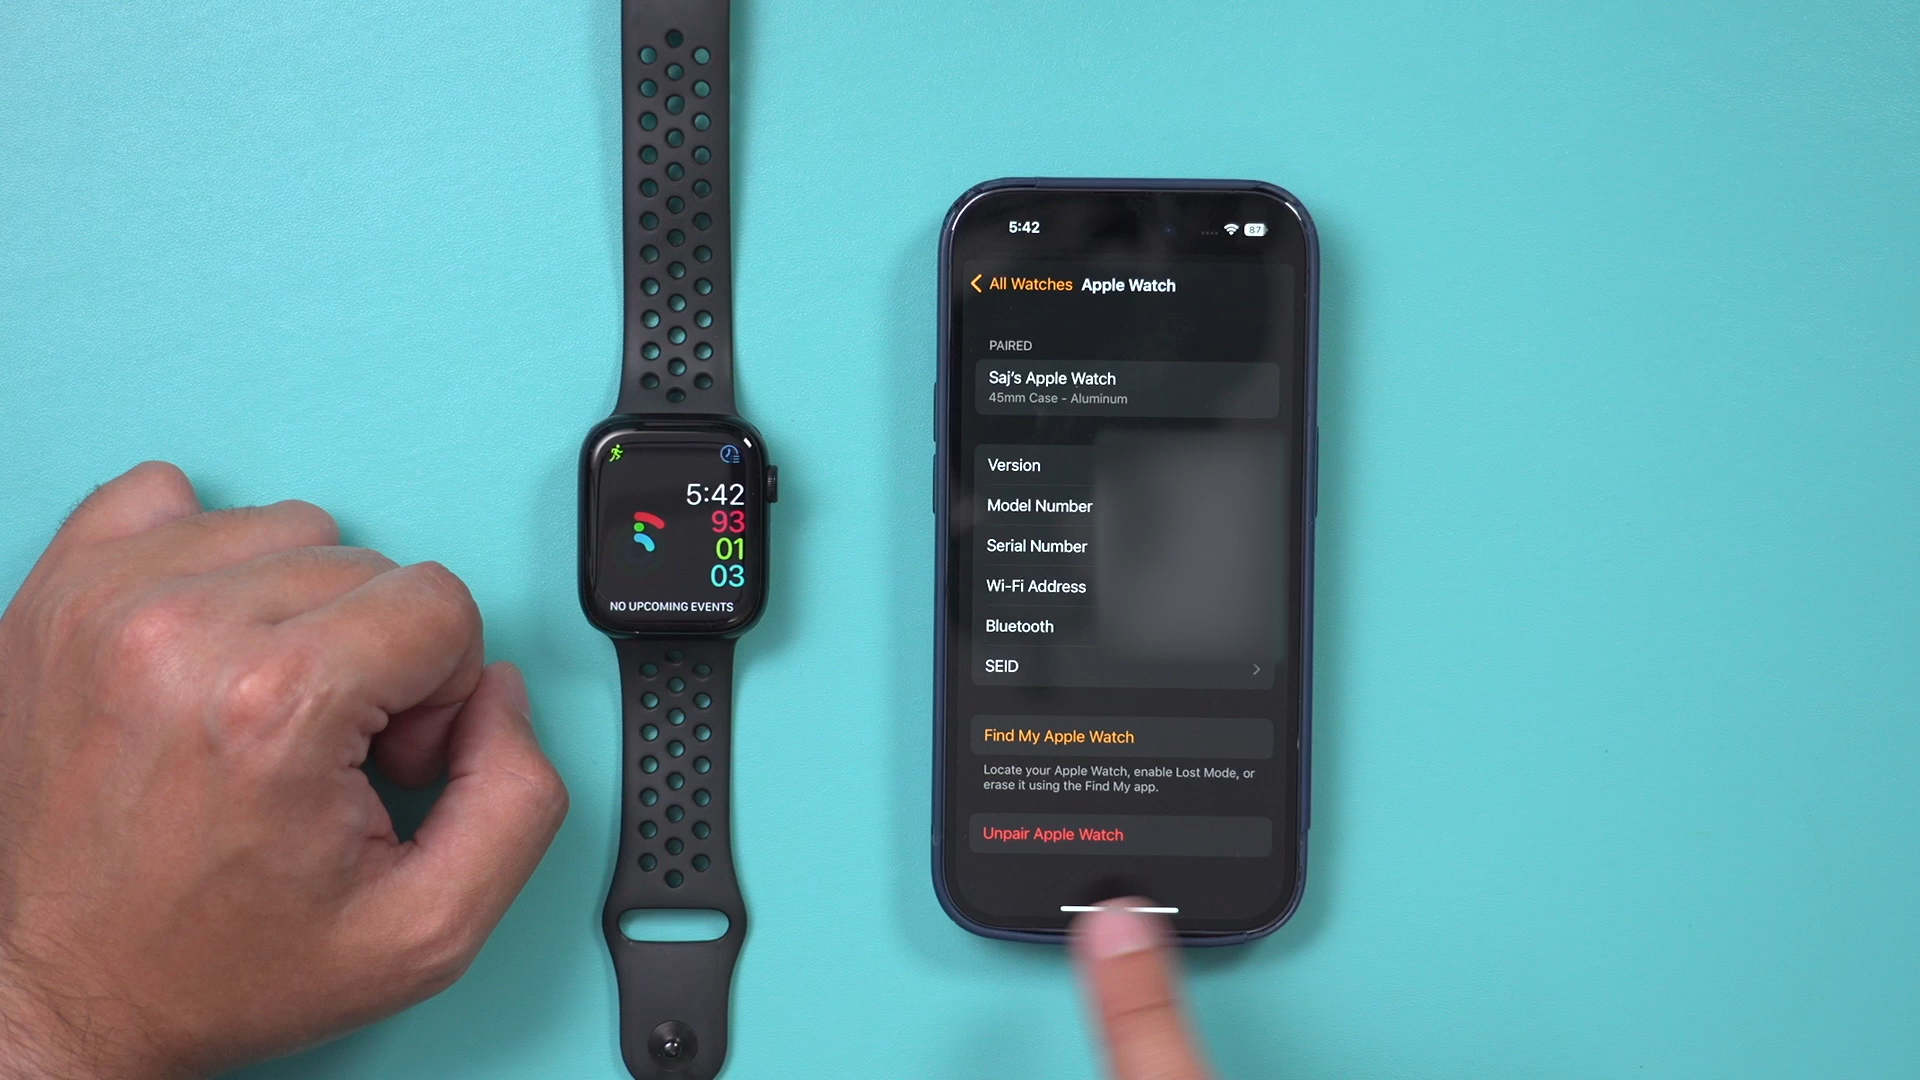 5:42
93
01
03
NO UPCOMING EVENTS
5:42
87
All Watches Apple Watch
PAIRED
Saj's Apple Watch
45mm Case - Aluminum
Version
Model Number
Serial Number
Wi-Fi Address
Bluetooth
SEID
Find My Apple Watch
Locate your Apple Watch, enable Lost Mode, or
erase it using the Find My app.
Unpair Apple Watch